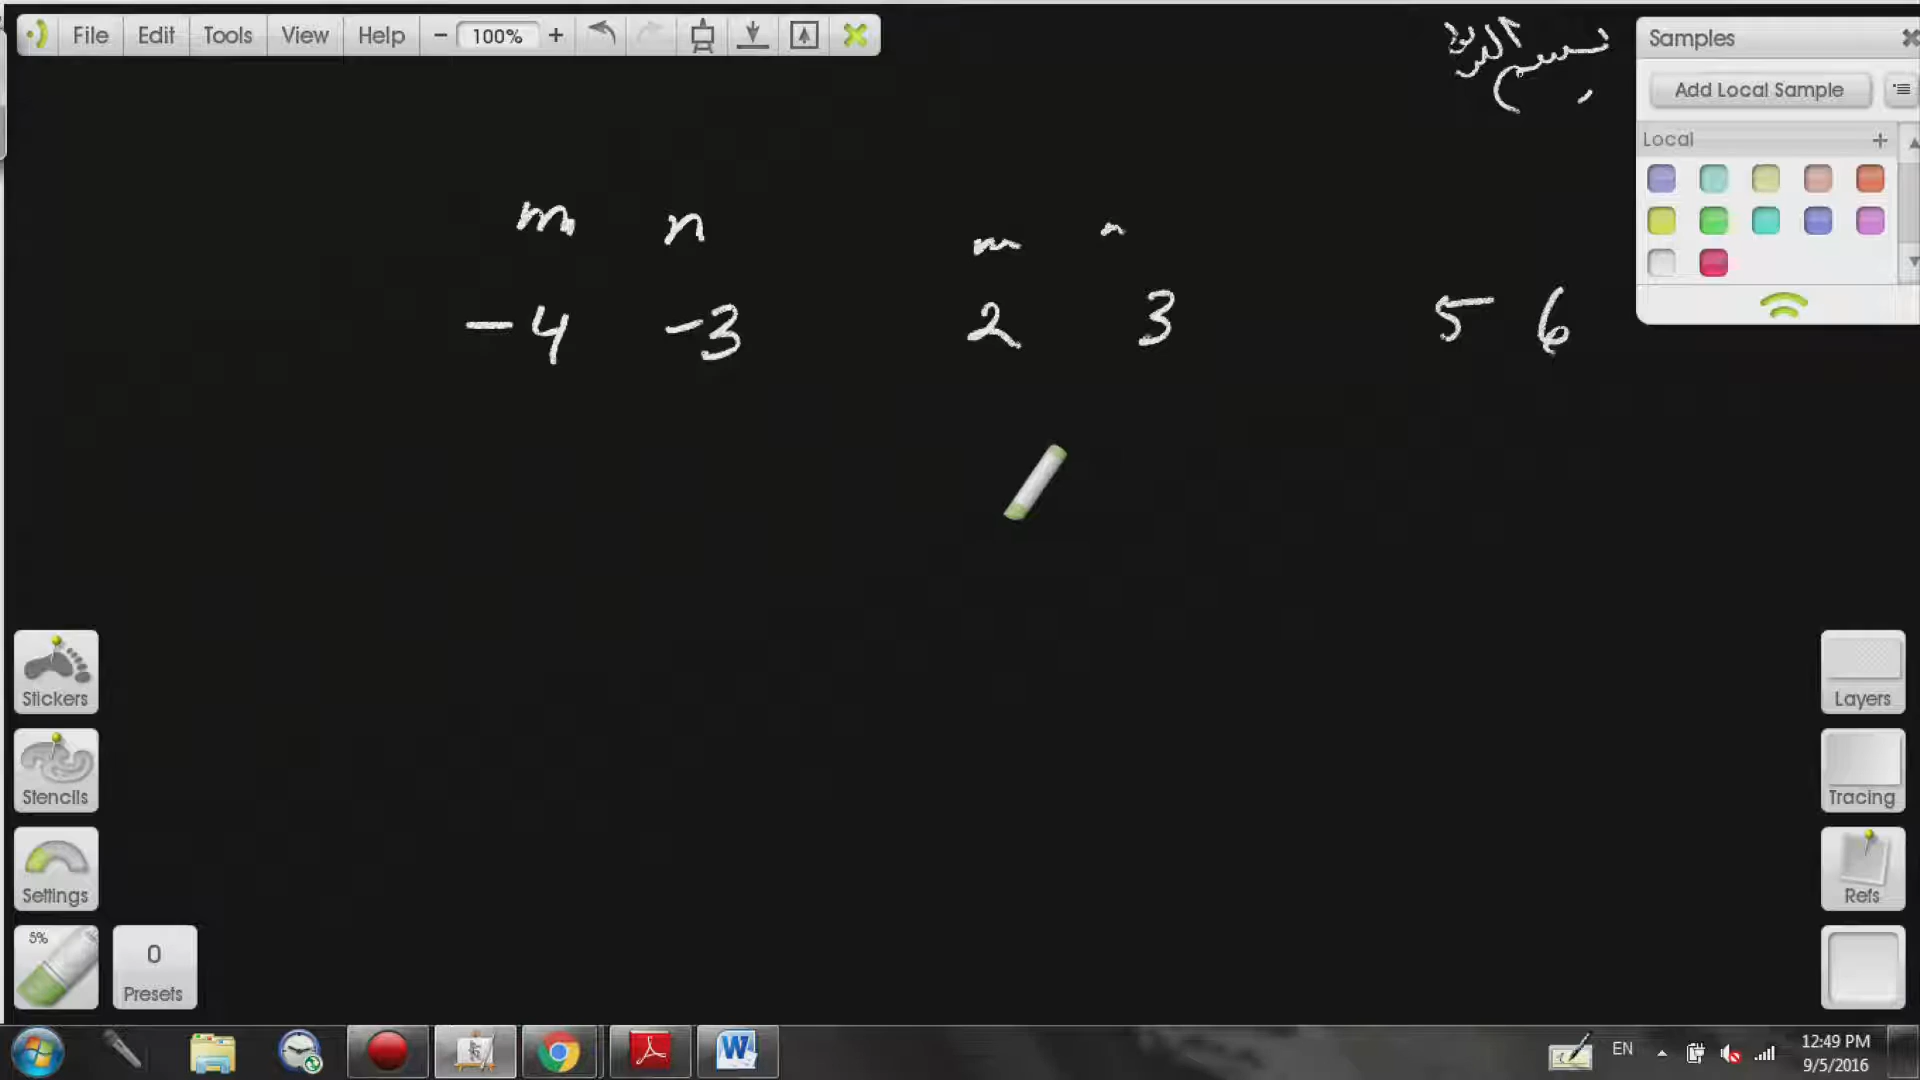 File Edit Tools View Help − 100% +
بسم الله
Samples
Add Local Sample
Local +
m n m n
-4 -3 2 3 5 6
Stickers
Layers
Stencils
Tracing
Settings
Refs
5%
0
Presets
EN
12:49 PM
9/5/2016